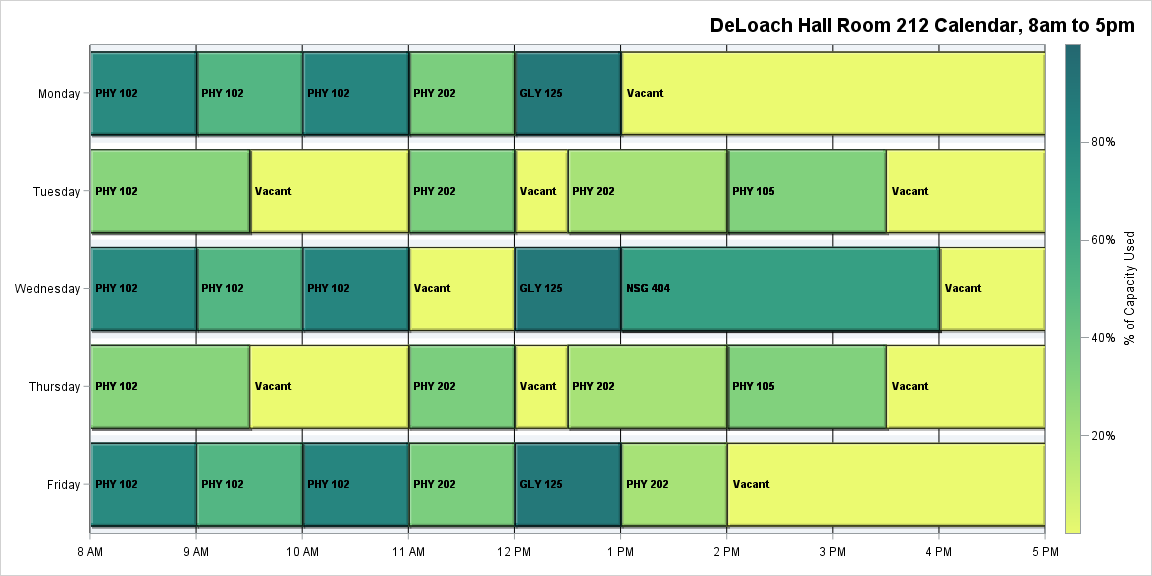 DeLoach Hall Room 212 Calendar, 8am to 5pm
Monday
PHY 102 PHY 102 PHY 102 PHY 202 GLY 125 Vacant
Tuesday
PHY 102 Vacant PHY 202 Vacant PHY 202 PHY 105 Vacant
Wednesday
PHY 102 PHY 102 PHY 102 Vacant GLY 125 NSG 404 Vacant
Thursday
PHY 102 Vacant PHY 202 Vacant PHY 202 PHY 105 Vacant
Friday
PHY 102 PHY 102 PHY 102 PHY 202 GLY 125 PHY 202 Vacant
8 AM 9 AM 10 AM 11 AM 12 PM 1 PM 2 PM 3 PM 4 PM 5 PM
80%
60%
40%
20%
% of Capacity Used